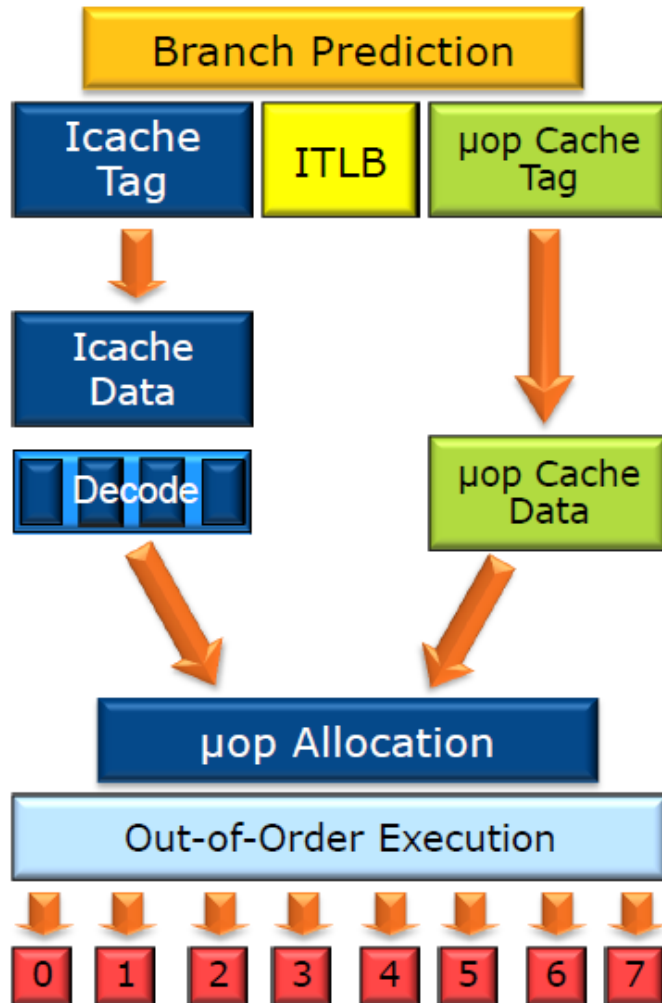 Branch Prediction
Icache
Tag
ITLB
µop Cache
Tag
Icache
Data
Decode
µop Cache
Data
µop Allocation
Out-of-Order Execution
0 1 2 3 4 5 6 7